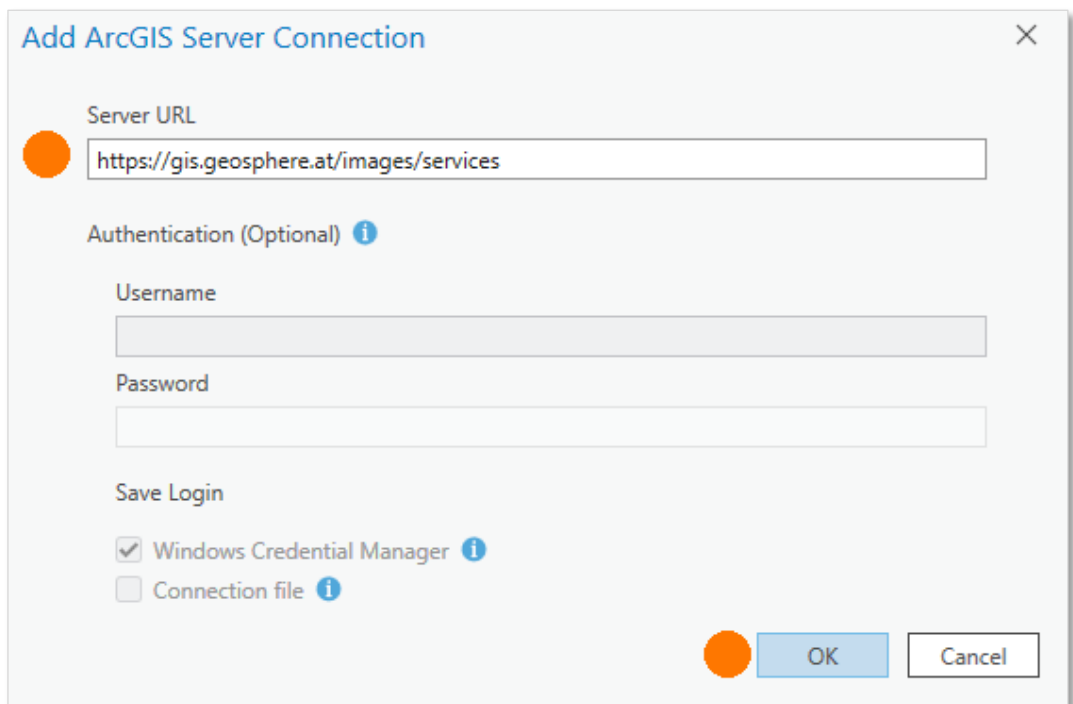 Add ArcGIS Server Connection
Server URL
https://gis.geosphere.at/images/services
Authentication (Optional)
Username
Password
Save Login
Windows Credential Manager
Connection file
OK Cancel